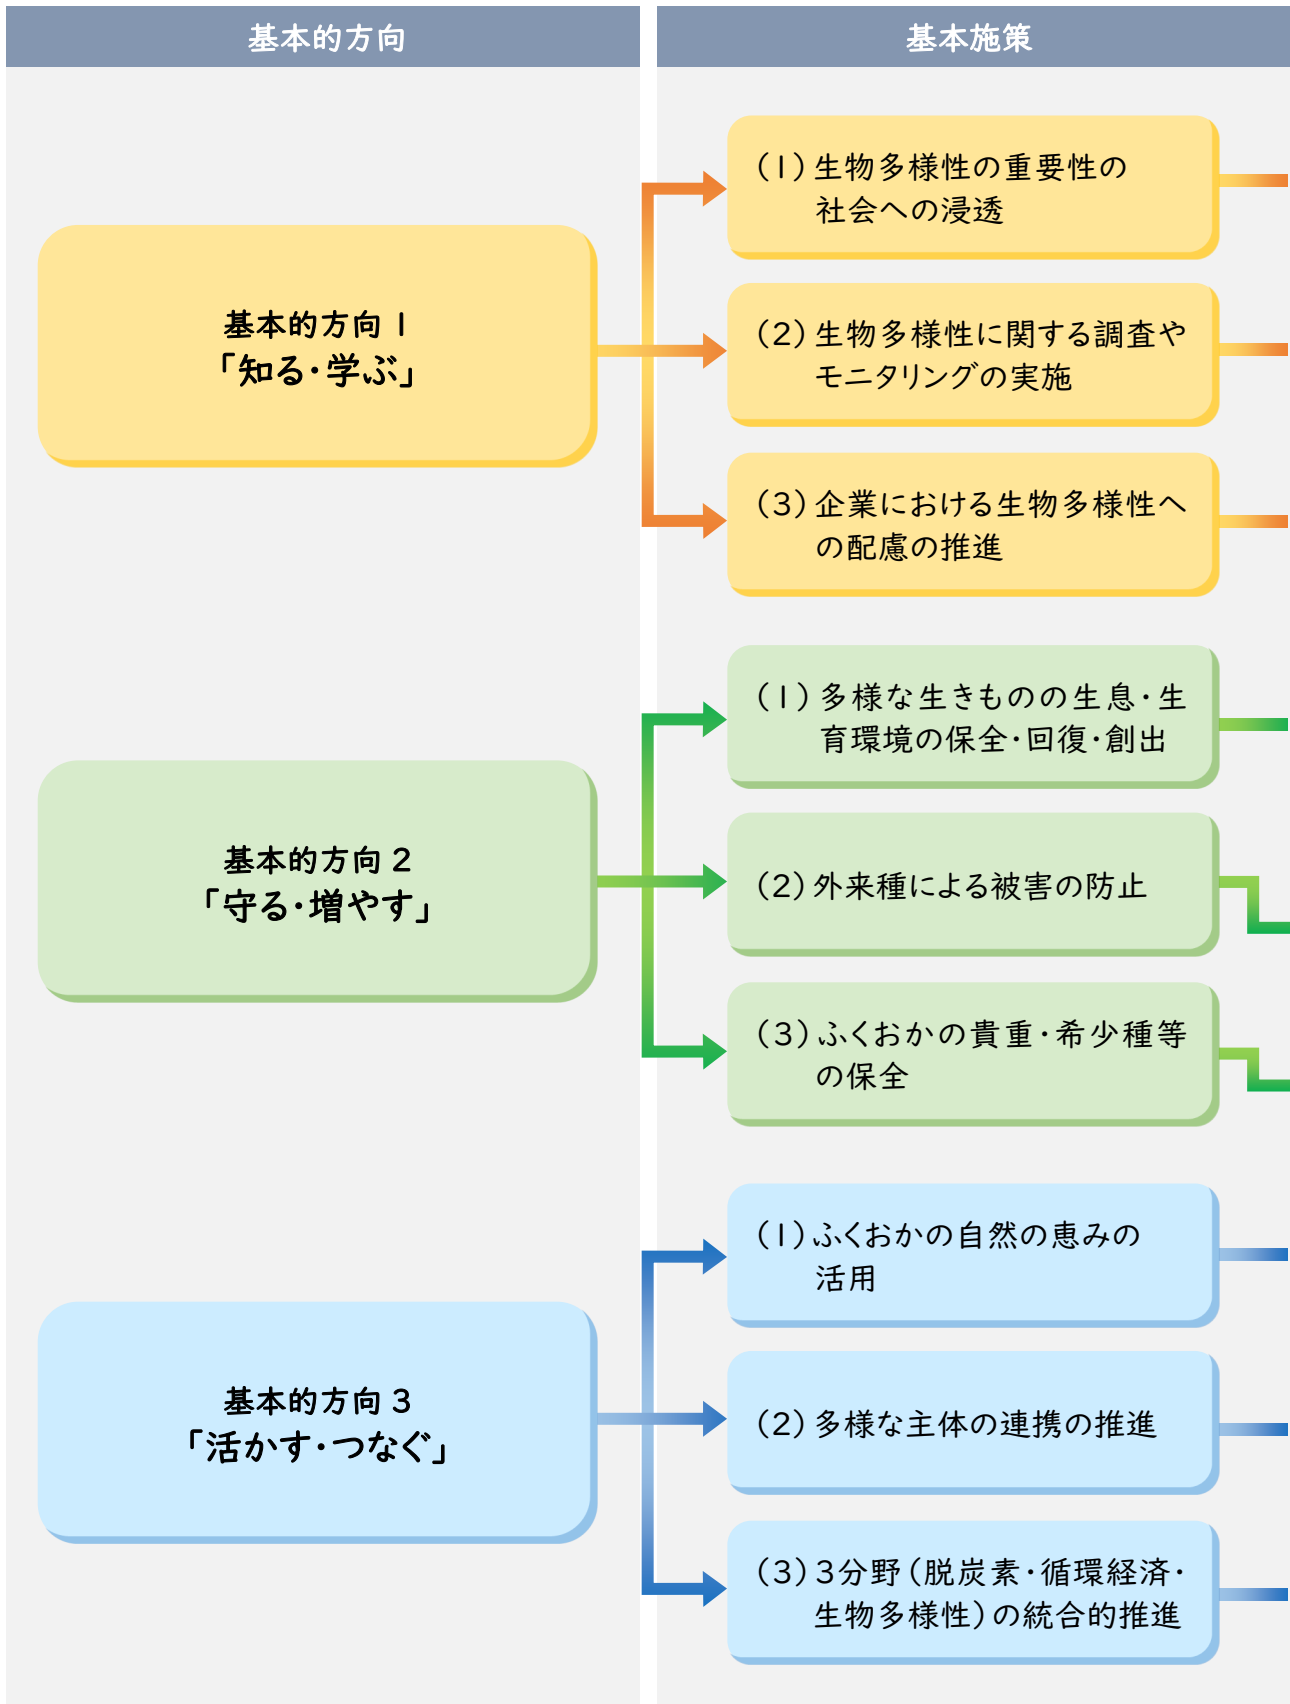 基本的方向
基本施策
基本的方向 1
「知る・学ぶ」
(1)生物多様性の重要性の
社会への浸透
(2)生物多様性に関する調査や
モニタリングの実施
(3)企業における生物多様性へ
の配慮の推進
基本的方向 2
「守る・増やす」
(1)多様な生きものの生息・生
育環境の保全・回復・創出
(2)外来種による被害の防止
(3)ふくおかの貴重・希少種等
の保全
基本的方向 3
「活かす・つなぐ」
(1)ふくおかの自然の恵みの
活用
(2)多様な主体の連携の推進
(3)3分野(脱炭素・循環経済・
生物多様性)の統合的推進